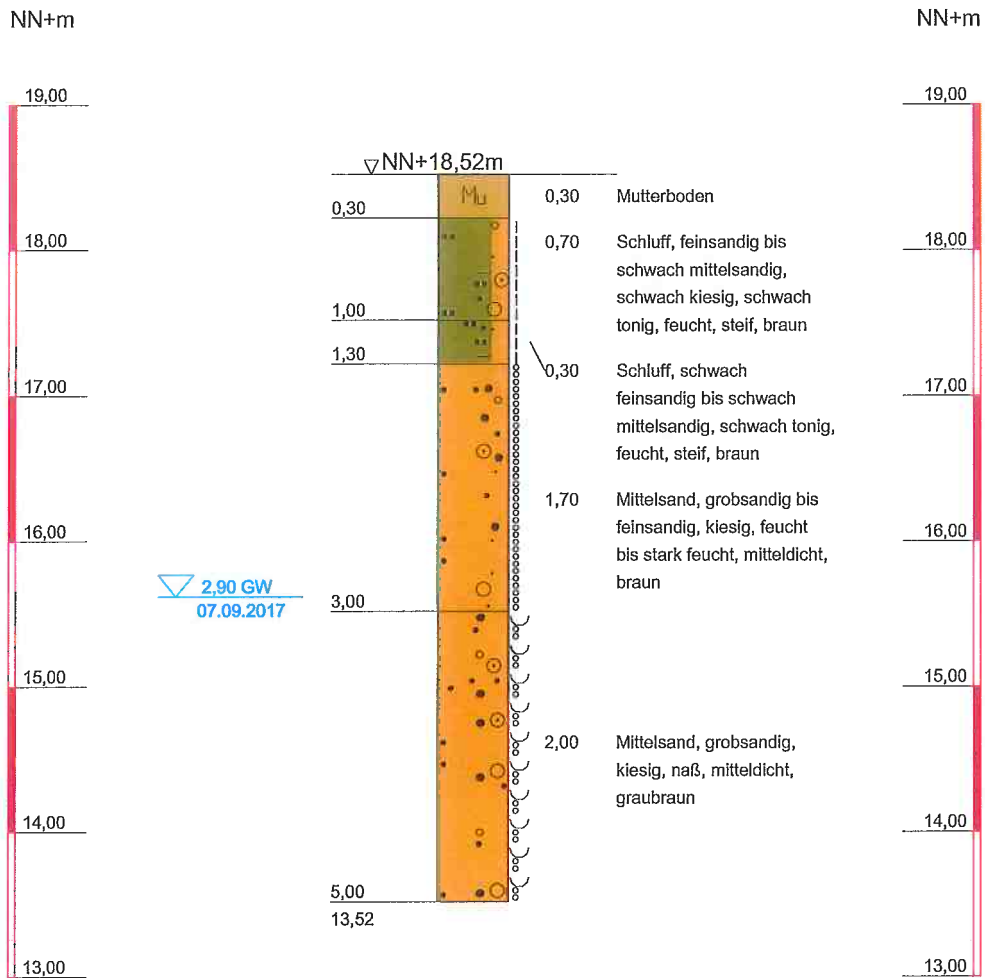 NN+m
NN+m
19,00
19,00
NN+18,52m
Mu
0,30
0,30 Mutterboden
18,00
18,00
0,70 Schluff, feinsandig bis
schwach mittelsandig,
schwach kiesig, schwach
tonig, feucht, steif, braun
1,00
1,30
0,30 Schluff, schwach
feinsandig bis schwach
mittelsandig, schwach tonig,
feucht, steif, braun
17,00
17,00
1,70 Mittelsand, grobsandig bis
feinsandig, kiesig, feucht
bis stark feucht, mitteldicht,
braun
16,00
16,00
2,90 GW
07.09.2017
3,00
15,00
15,00
2,00 Mittelsand, grobsandig,
kiesig, naß, mitteldicht,
graubraun
14,00
14,00
5,00
13,52
13,00
13,00